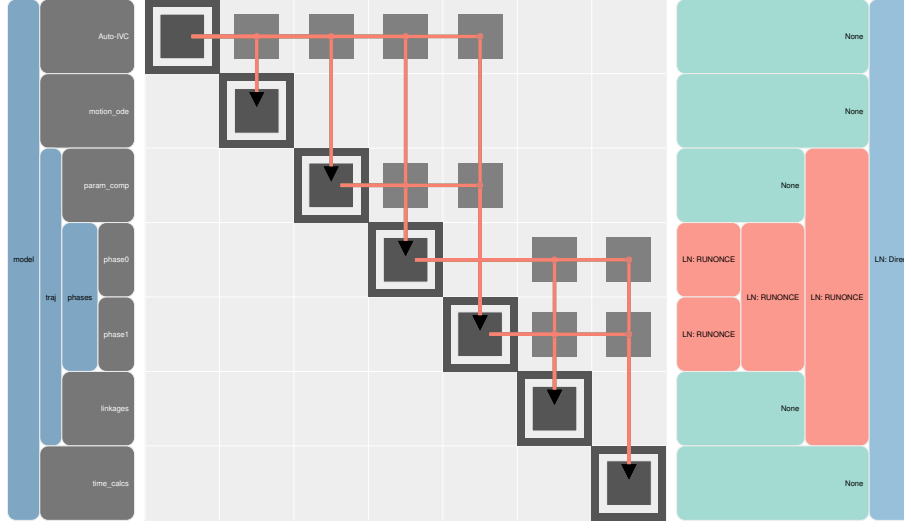 Auto-IVC
None
motion_ode
None
param_comp
None
model
traj
phases
phase0
LN: RUNONCE
LN: RUNONCE
LN: RUNONCE
LN: Dire
phase1
LN: RUNONCE
linkages
None
time_calcs
None